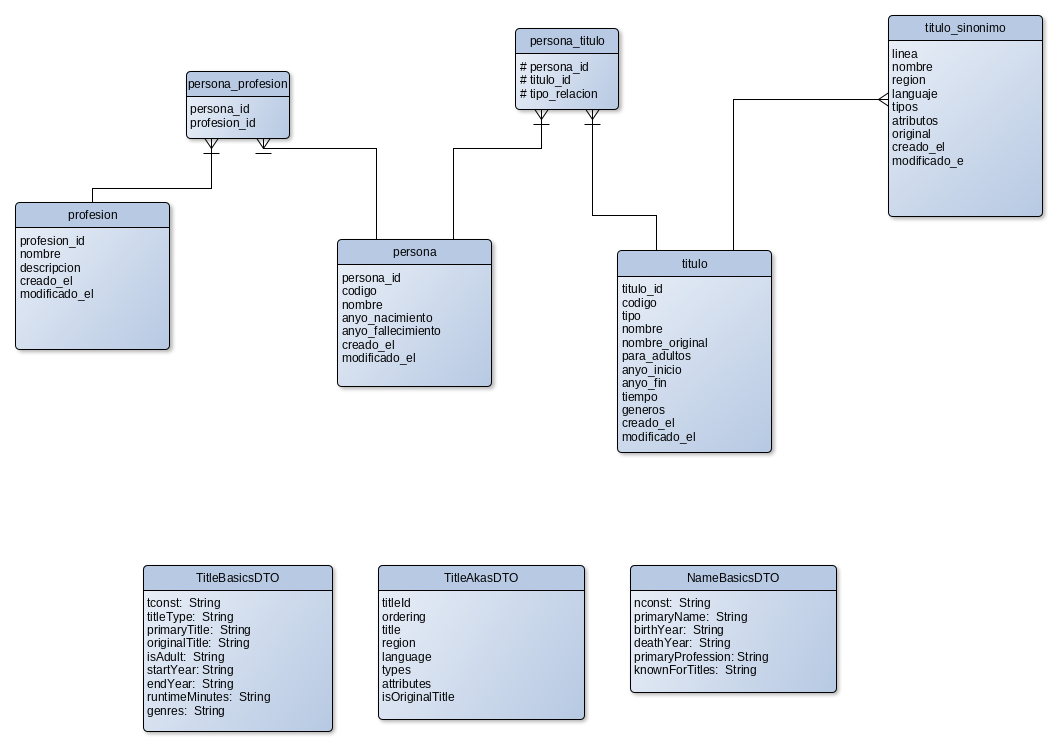 persona_profesion
persona_id
profesion_id
persona_titulo
# persona_id
# titulo_id
# tipo_relacion
titulo_sinonimo
linea
nombre
region
languaje
tipos
atributos
original
creado_el
modificado_e
profesion
profesion_id
nombre
descripcion
creado_el
modificado_el
persona
persona_id
codigo
nombre
anyo_nacimiento
anyo_fallecimiento
creado_el
modificado_el
titulo
titulo_id
codigo
tipo
nombre
nombre_original
para_adultos
anyo_inicio
anyo_fin
tiempo
generos
creado_el
modificado_el
TitleBasicsDTO
tconst: String
titleType: String
primaryTitle: String
originalTitle: String
isAdult: String
startYear: String
endYear: String
runtimeMinutes: String
genres: String
TitleAkasDTO
titleId
ordering
title
region
language
types
attributes
isOriginalTitle
NameBasicsDTO
nconst: String
primaryName: String
birthYear: String
deathYear: String
primaryProfession: String
knownForTitles: String